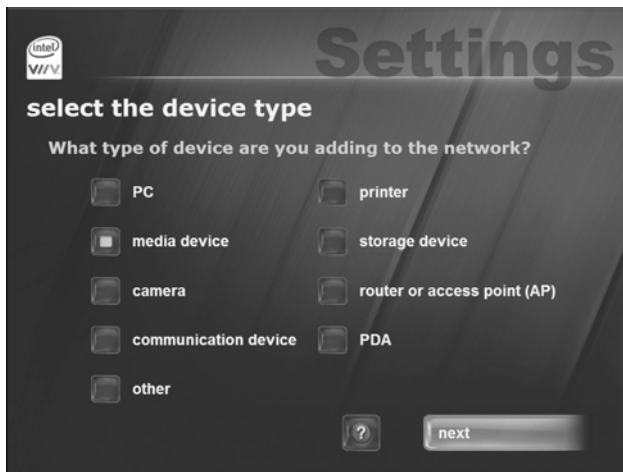 intel
VIIV
Settings
select the device type
What type of device are you adding to the network?
PC
printer
media device
storage device
camera
router or access point (AP)
communication device
PDA
other
?
next